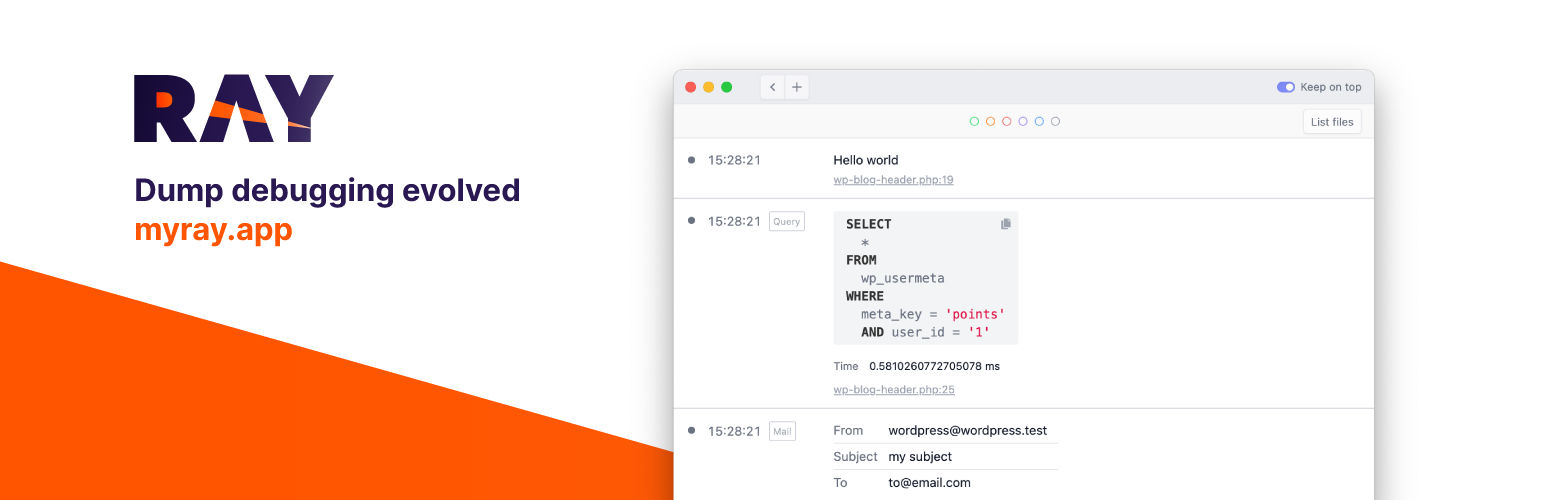 RAY
Dump debugging evolved
myray.app
Keep on top
List files
15:28:21
Hello world
wp-blog-header.php:19
15:28:21 Query
SELECT
*
FROM
wp_usermeta
WHERE
meta_key = 'points'
AND user_id = '1'
Time 0.5810260772705078 ms
wp-blog-header.php:25
15:28:21 Mail
From wordpress@wordpress.test
Subject my subject
To to@email.com